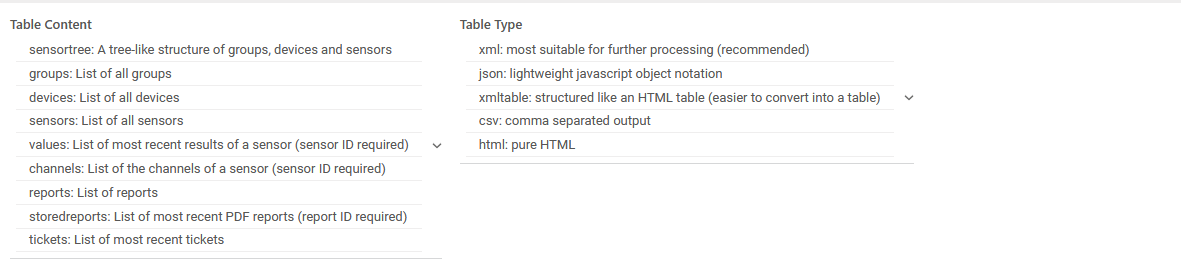 Table Content
sensortree: A tree-like structure of groups, devices and sensors
groups: List of all groups
devices: List of all devices
sensors: List of all sensors
values: List of most recent results of a sensor (sensor ID required)
channels: List of the channels of a sensor (sensor ID required)
reports: List of reports
storedreports: List of most recent PDF reports (report ID required)
tickets: List of most recent tickets
Table Type
xml: most suitable for further processing (recommended)
json: lightweight javascript object notation
xmltable: structured like an HTML table (easier to convert into a table)
csv: comma separated output
html: pure HTML